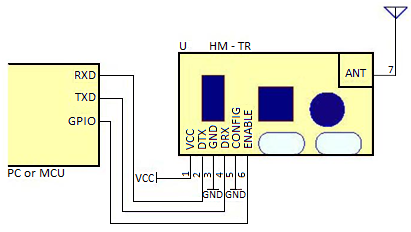 U HM - TR
7
ANT
RXD
TXD
GPIO
PC or MCU
VCC
DTX
GND
DRX
CONFIG
ENABLE
1 2 3 4 5 6
VCC
GND GND